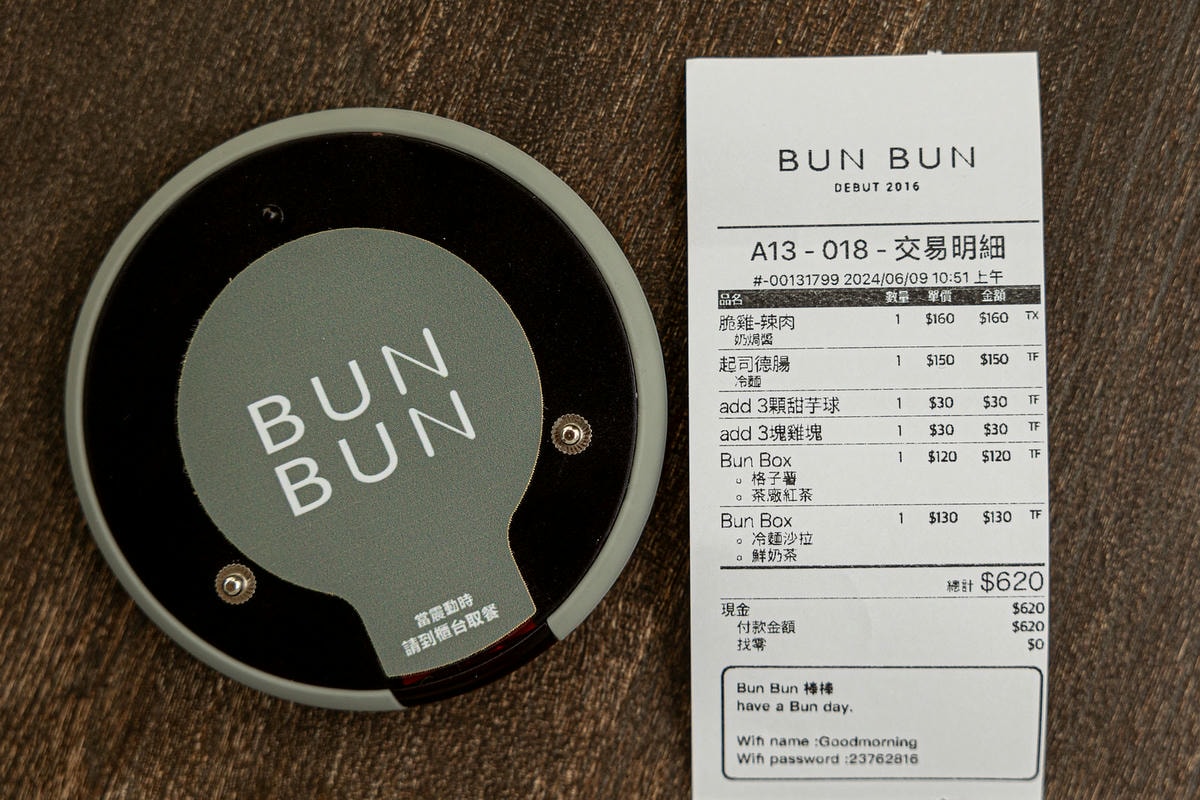 BUN
BUN
當震動時
請到櫃台取餐
BUN BUN
DEBUT 2016
A13 - 018 - 交易明細
#-00131799 2024/06/09 10:51 上午
品名 數量 單價 金額
脆雞-辣肉 1 $160 $160 TX
奶焗醬
起司德腸 1 $150 $150 TF
冷麵
add 3顆甜芋球 1 $30 $30 TF
add 3塊雞塊 1 $30 $30 TF
Bun Box 1 $120 $120 TF
格子薯
茶廠紅茶
Bun Box 1 $130 $130 TF
冷麵沙拉
鮮奶茶
總計 $620
現金 $620
付款金額 $620
找零 $0
Bun Bun 棒棒
have a Bun day.
Wifi name :Goodmorning
Wifi password :23762816